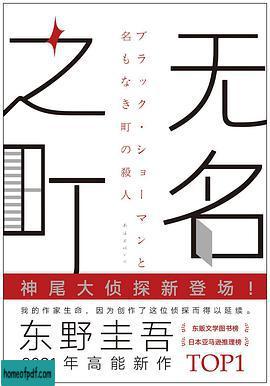 无名
之町
ブラック・ショーマンと
名もなき町の殺人
神尾大侦探新登场！
我的作家生命，因为创作了这位侦探而得以延续。
东野圭吾
2021年高能新作
东贩文学图书榜
日本亚马逊推理榜
TOP1
homeofpdf.com